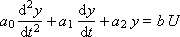 a₀ d²y/dt² + a₁ dy/dt + a₂ y = b U